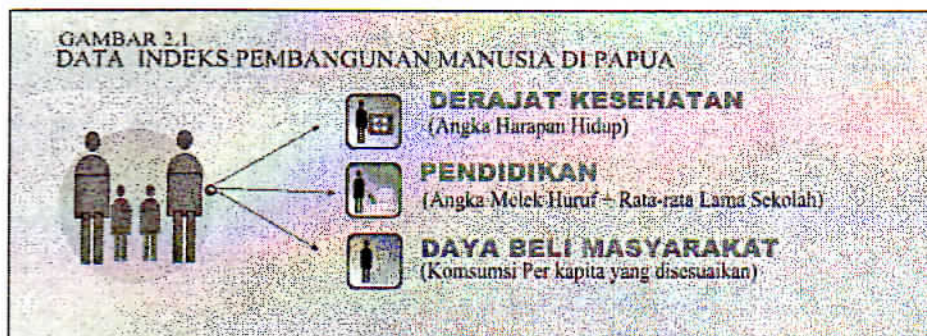 GAMBAR 2.1
DATA INDEKS PEMBANGUNAN MANUSIA DI PAPUA
DERAJAT KESEHATAN
(Angka Harapan Hidup)
PENDIDIKAN
(Angka Melek Huruf + Rata-rata Lama Sekolah)
DAYA BELI MASYARAKAT
(Komsumsi Per kapita yang disesuaikan)